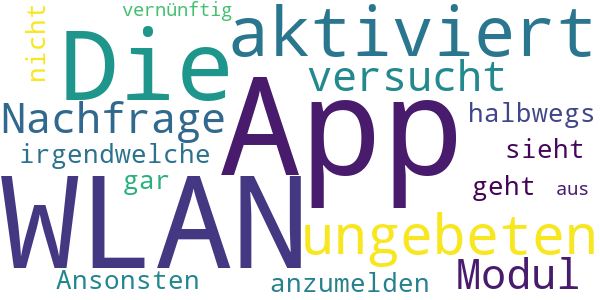 vernünftig
nicht
Die
aktiviert
versucht
Nachfrage
App
halbwegs
irgendwelche
sieht
gar
geht
aus
WLAN
ungebeten
Ansonsten
anzumelden
Modul